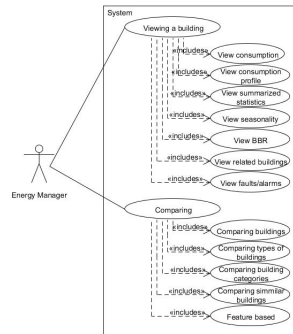 System
Viewing a building
«includes»
View consumption
«includes»
View consumption
profile
«includes»
View summarized
statistics
«includes»
View seasonality
«includes»
View BBR
«includes»
View related buildings
«includes»
View faults/alarms
Energy Manager
Comparing
«includes»
Comparing buildings
«includes»
Comparing types of
buildings
«includes»
Comparing building
categories
«includes»
Comparing simmilar
buildings
«includes»
Feature based